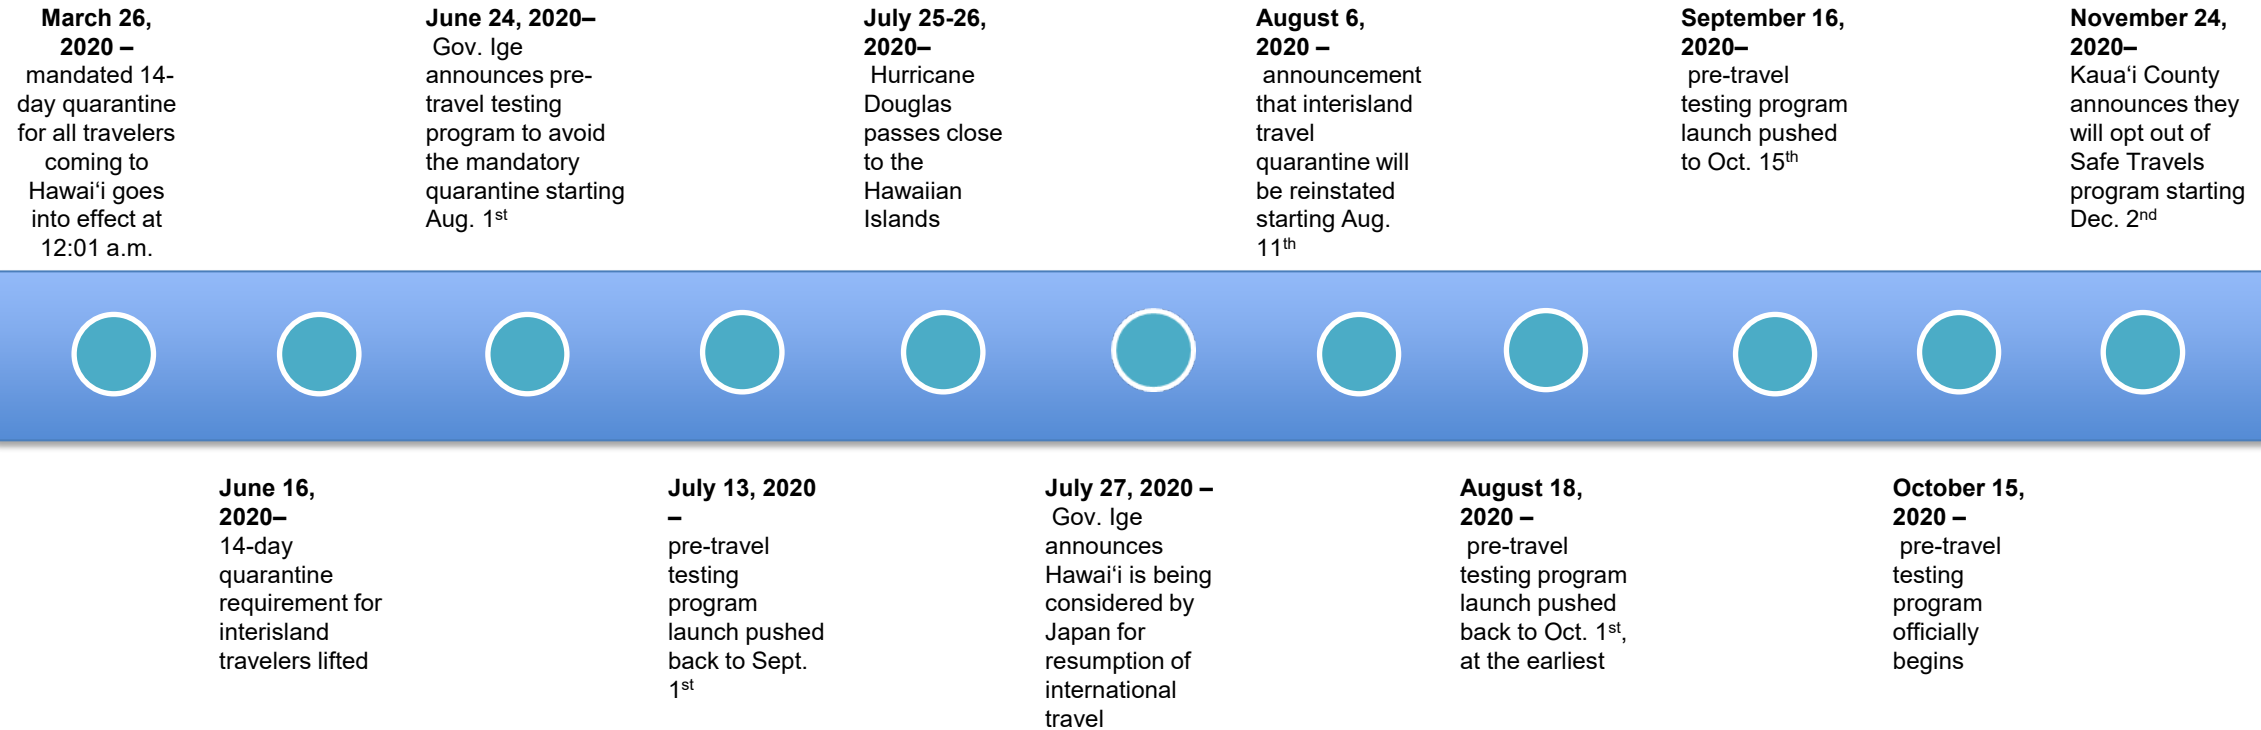 March 26,
2020 –
mandated 14-
day quarantine
for all travelers
coming to
Hawai‘i goes
into effect at
12:01 a.m.
June 24, 2020–
Gov. Ige
announces pre-
travel testing
program to avoid
the mandatory
quarantine starting
Aug. 1st
July 25-26,
2020–
Hurricane
Douglas
passes close
to the
Hawaiian
Islands
August 6,
2020 –
announcement
that interisland
travel
quarantine will
be reinstated
starting Aug.
11th
September 16,
2020–
pre-travel
testing program
launch pushed
to Oct. 15th
November 24,
2020–
Kaua‘i County
announces they
will opt out of
Safe Travels
program starting
Dec. 2nd
June 16,
2020–
14-day
quarantine
requirement for
interisland
travelers lifted
July 13, 2020
–
pre-travel
testing
program
launch pushed
back to Sept.
1st
July 27, 2020 –
Gov. Ige
announces
Hawai‘i is being
considered by
Japan for
resumption of
international
travel
August 18,
2020 –
pre-travel
testing program
launch pushed
back to Oct. 1st,
at the earliest
October 15,
2020 –
pre-travel
testing
program
officially
begins